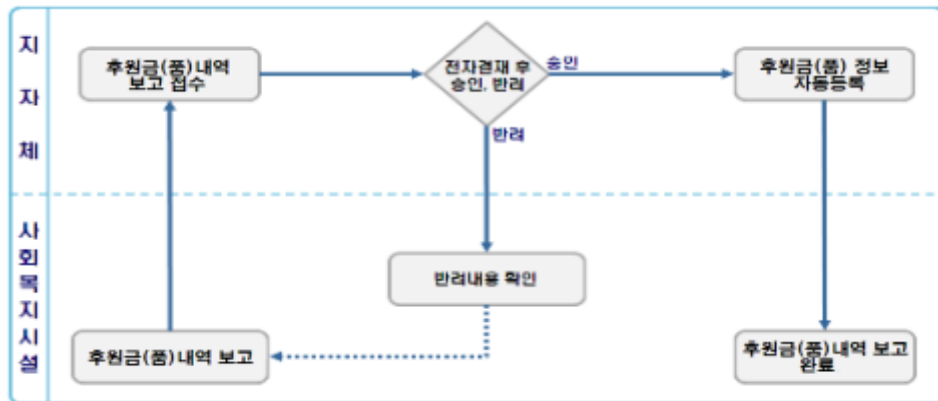 지자체
후원금(품)내역
보고 접수
전자결재 후
승인, 반려
승인
후원금(품) 정보
자동등록
반려
사회복지시설
반려내용 확인
후원금(품)내역 보고
후원금(품)내역 보고
완료